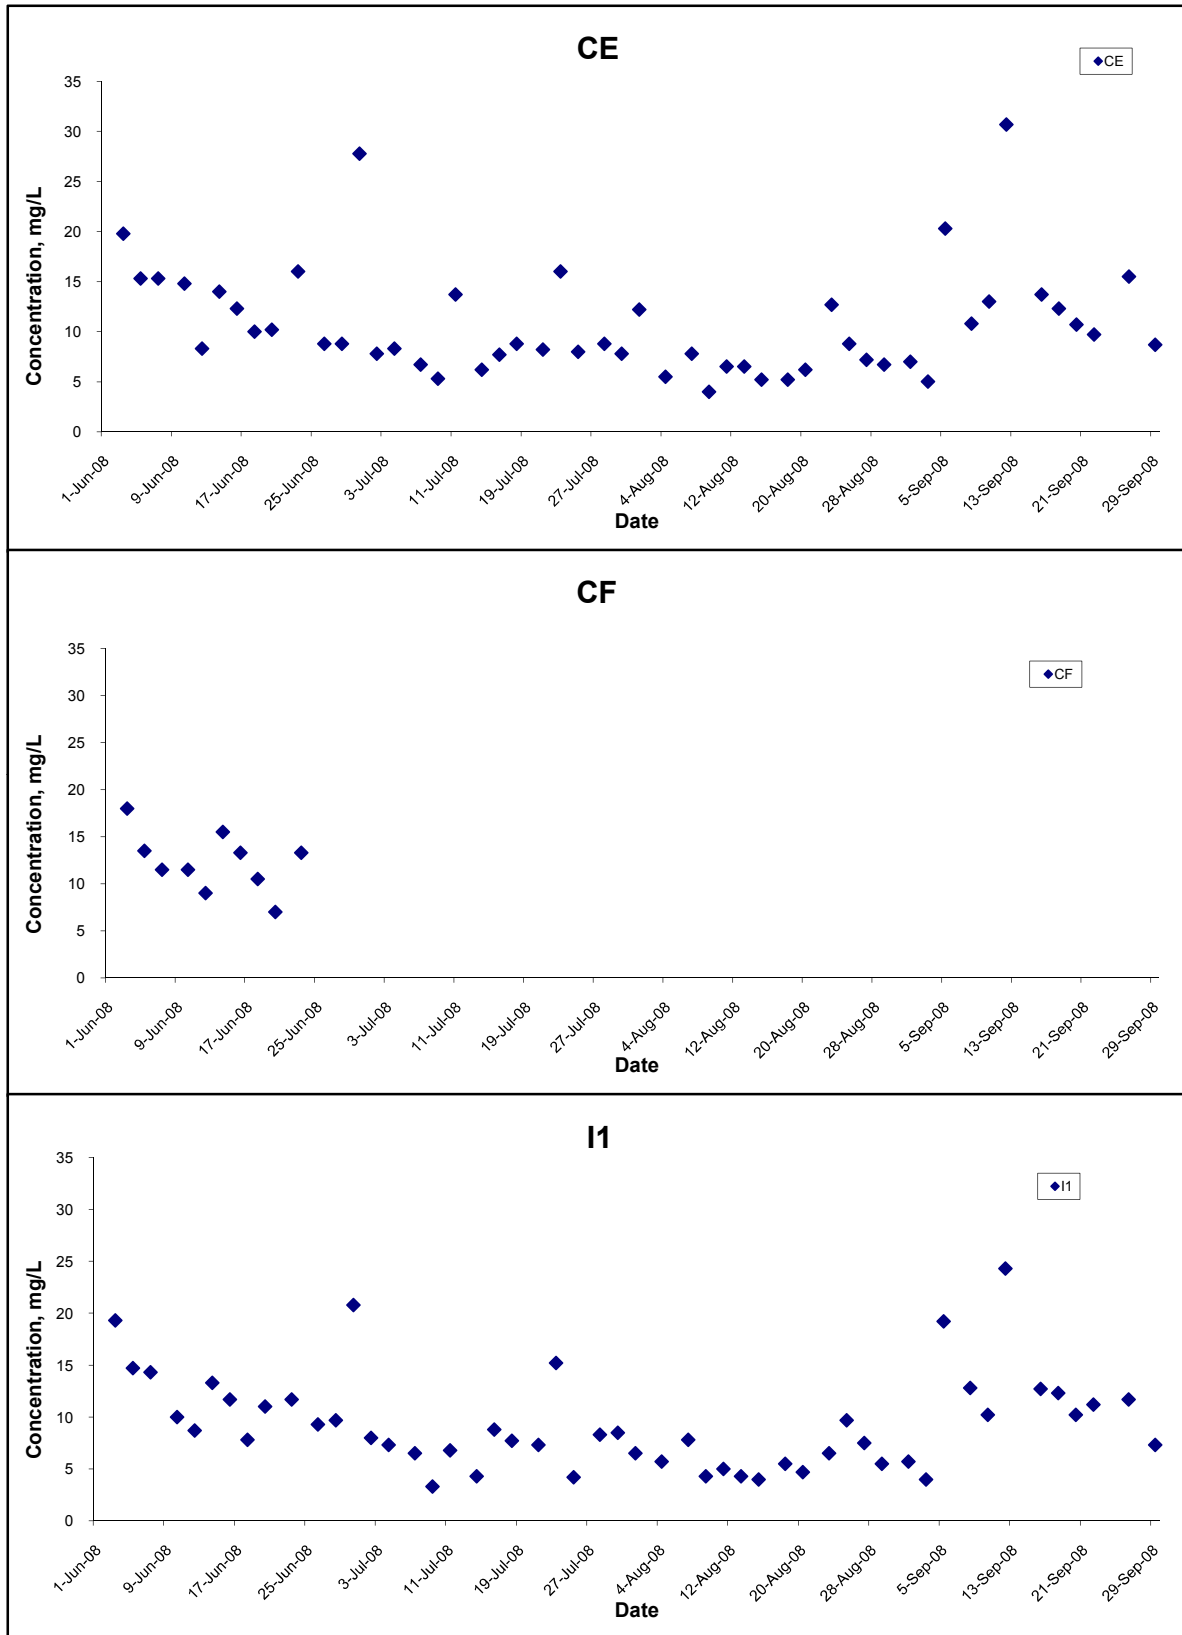 CE
CE
35
30
25
20
15
10
5
0
Concentration, mg/L
1-Jun-08
9-Jun-08
17-Jun-08
25-Jun-08
3-Jul-08
11-Jul-08
19-Jul-08
27-Jul-08
4-Aug-08
12-Aug-08
20-Aug-08
28-Aug-08
5-Sep-08
13-Sep-08
21-Sep-08
29-Sep-08
Date
CF
CF
35
30
25
20
15
10
5
0
Concentration, mg/L
1-Jun-08
9-Jun-08
17-Jun-08
25-Jun-08
3-Jul-08
11-Jul-08
19-Jul-08
27-Jul-08
4-Aug-08
12-Aug-08
20-Aug-08
28-Aug-08
5-Sep-08
13-Sep-08
21-Sep-08
29-Sep-08
Date
I1
I1
35
30
25
20
15
10
5
0
Concentration, mg/L
1-Jun-08
9-Jun-08
17-Jun-08
25-Jun-08
3-Jul-08
11-Jul-08
19-Jul-08
27-Jul-08
4-Aug-08
12-Aug-08
20-Aug-08
28-Aug-08
5-Sep-08
13-Sep-08
21-Sep-08
29-Sep-08
Date